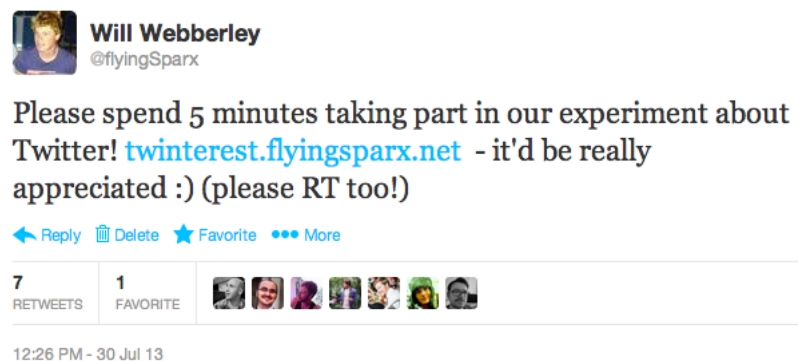 Will Webberley
@flyingSparx
Please spend 5 minutes taking part in our experiment about
Twitter! twinterest.flyingsparx.net - it'd be really
appreciated :) (please RT too!)
Reply Delete Favorite More
7 1
RETWEETS FAVORITE
12:26 PM - 30 Jul 13